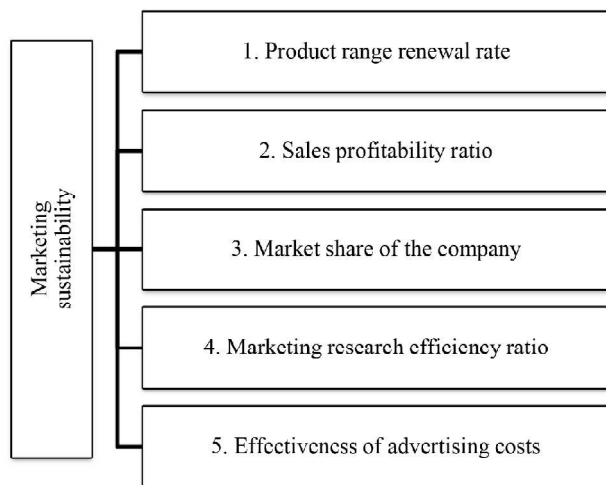 Marketing
sustainability
1. Product range renewal rate
2. Sales profitability ratio
3. Market share of the company
4. Marketing research efficiency ratio
5. Effectiveness of advertising costs